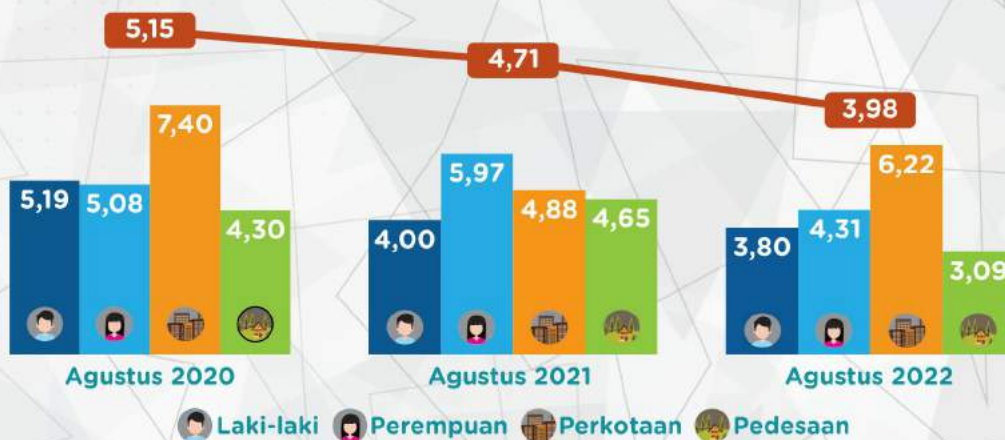 5,15
4,71
3,98
5,19 5,08 7,40 4,30
4,00 5,97 4,88 4,65
3,80 4,31 6,22 3,09
Agustus 2020
Agustus 2021
Agustus 2022
Laki-laki Perempuan Perkotaan Pedesaan